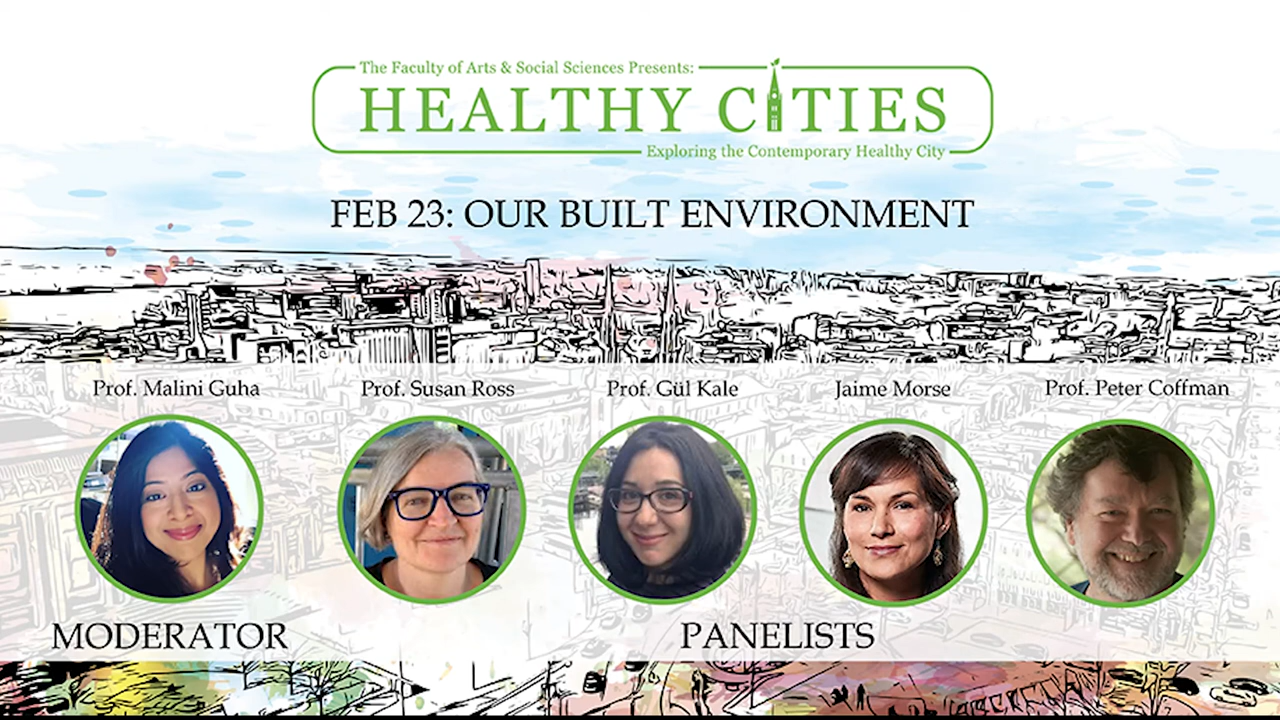 The Faculty of Arts & Social Sciences Presents:
HEALTHY CITIES
Exploring the Contemporary Healthy City
FEB 23: OUR BUILT ENVIRONMENT
Prof. Malini Guha
Prof. Susan Ross
Prof. Gül Kale
Jaime Morse
Prof. Peter Coffman
MODERATOR
PANELISTS